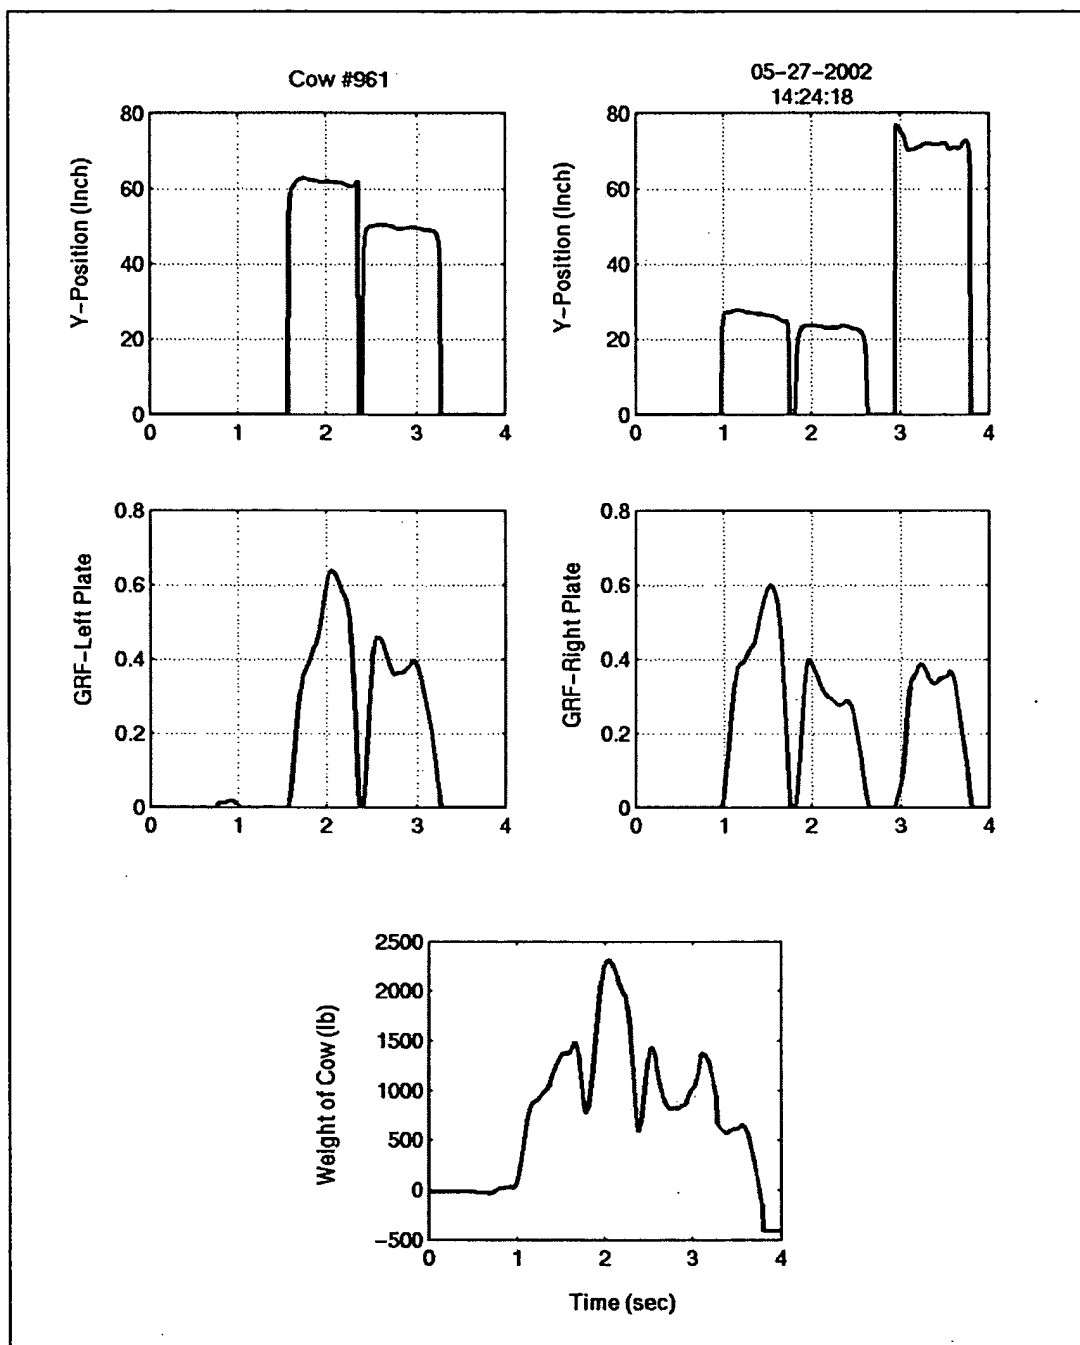 Cow #961
05-27-2002
14:24:18
Y-Position (Inch)
80
60
40
20
0
0 1 2 3 4
Y-Position (Inch)
80
60
40
20
0
0 1 2 3 4
GRF-Left Plate
0.8
0.6
0.4
0.2
0
0 1 2 3 4
GRF-Right Plate
0.8
0.6
0.4
0.2
0
0 1 2 3 4
Weight of Cow (lb)
2500
2000
1500
1000
500
0
-500
0 1 2 3 4
Time (sec)